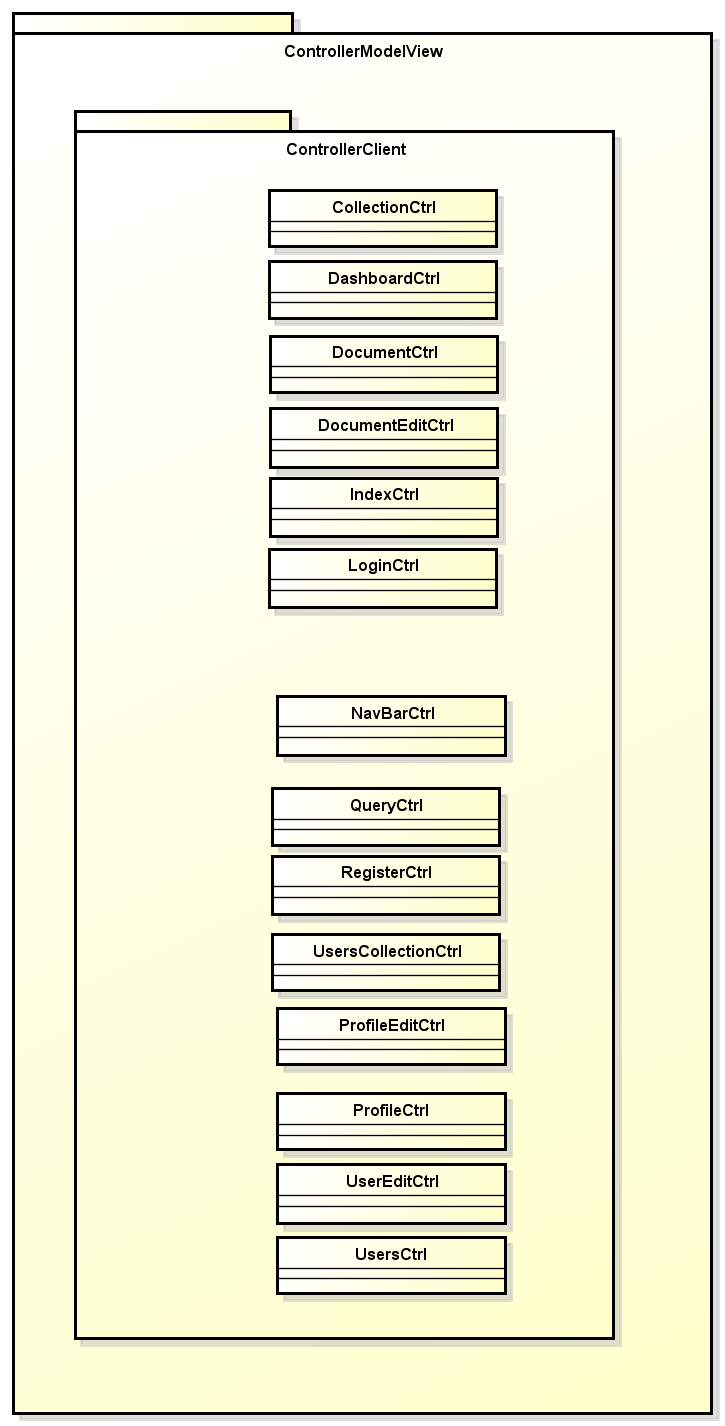 ControllerModelView
ControllerClient
CollectionCtrl
DashboardCtrl
DocumentCtrl
DocumentEditCtrl
IndexCtrl
LoginCtrl
NavBarCtrl
QueryCtrl
RegisterCtrl
UsersCollectionCtrl
ProfileEditCtrl
ProfileCtrl
UserEditCtrl
UsersCtrl